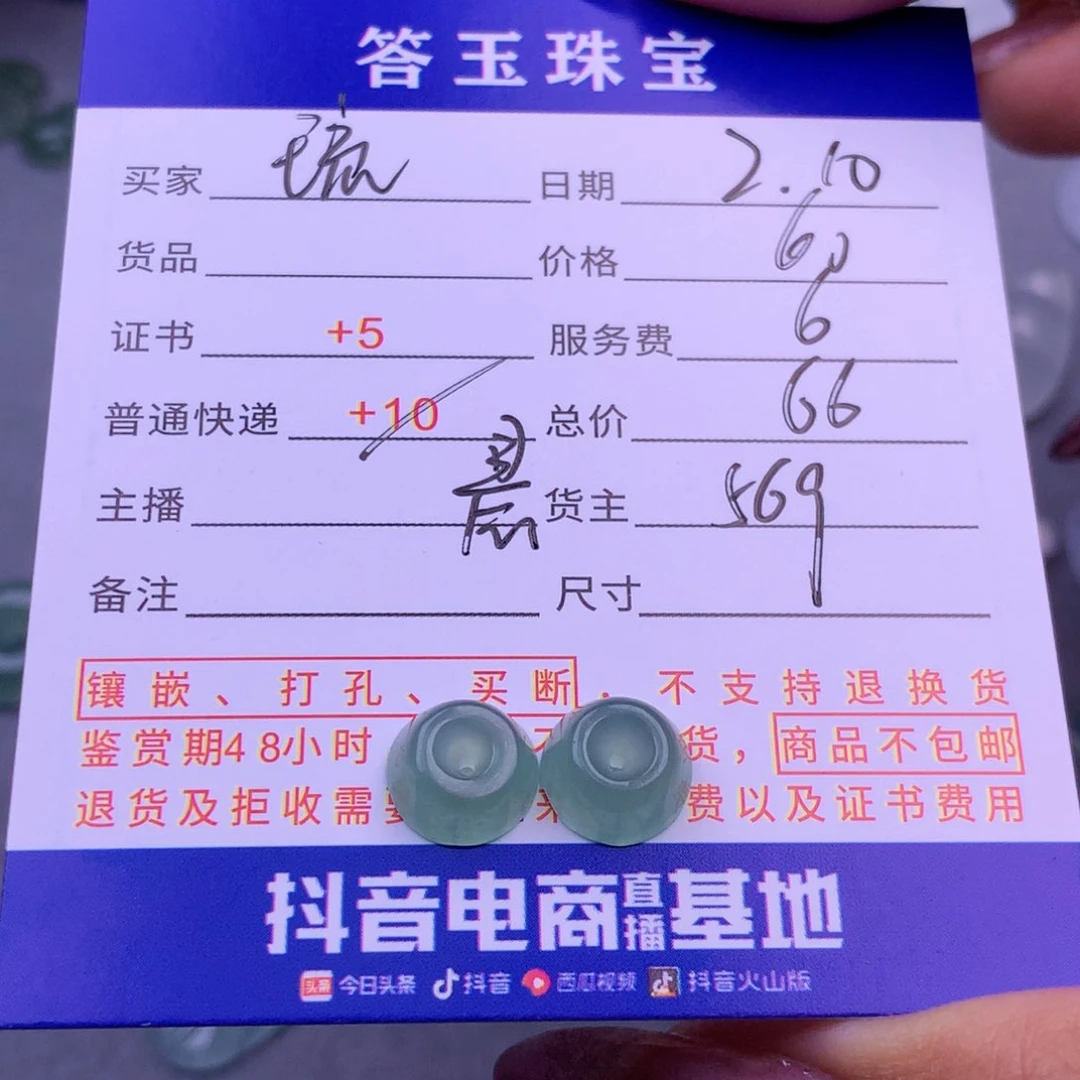 答玉珠宝
买家 日期 2.10
货品 价格 60
证书 +5 服务费 6
普通快递 +10 总价 66
主播 晨 货主 569
备注 尺寸
镶嵌、打孔、买断．不支持退换货
鉴赏期48小时 货，商品不包邮
退货及拒收需 费以及证书费用
抖音电商直播基地
头条 今日头条 抖音 西瓜视频 抖音火山版